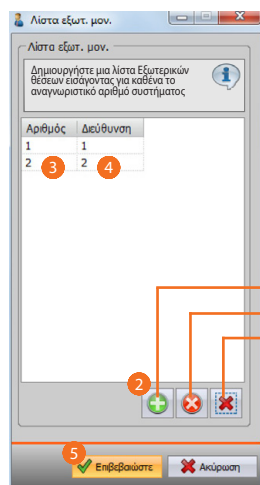 Λίστα εξωτ. μον.
Λίστα εξωτ. μον.
Δημιουργήστε μια λίστα Εξωτερικών
θέσεων εισάγοντας για καθένα το
αναγνωριστικό αριθμό συστήματος
Αριθμός Διεύθυνση
1 1
2 3 2 4
2
5
Επιβεβαιώστε Ακύρωση